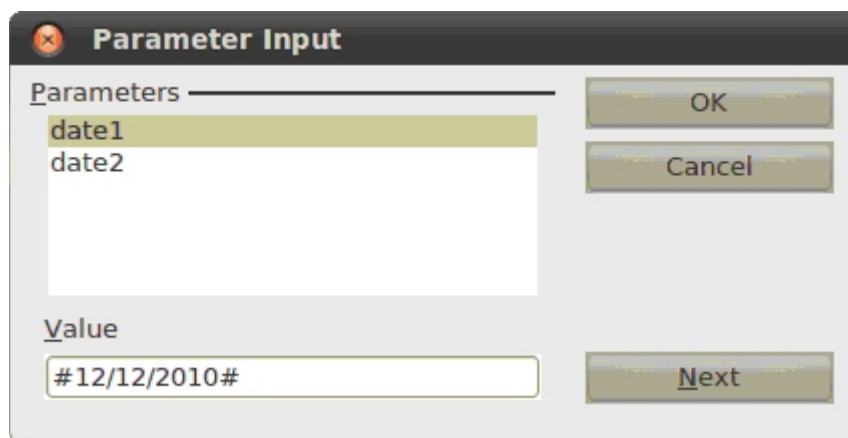 Parameter Input
Parameters
OK
date1
date2
Cancel
Value
#12/12/2010#
Next